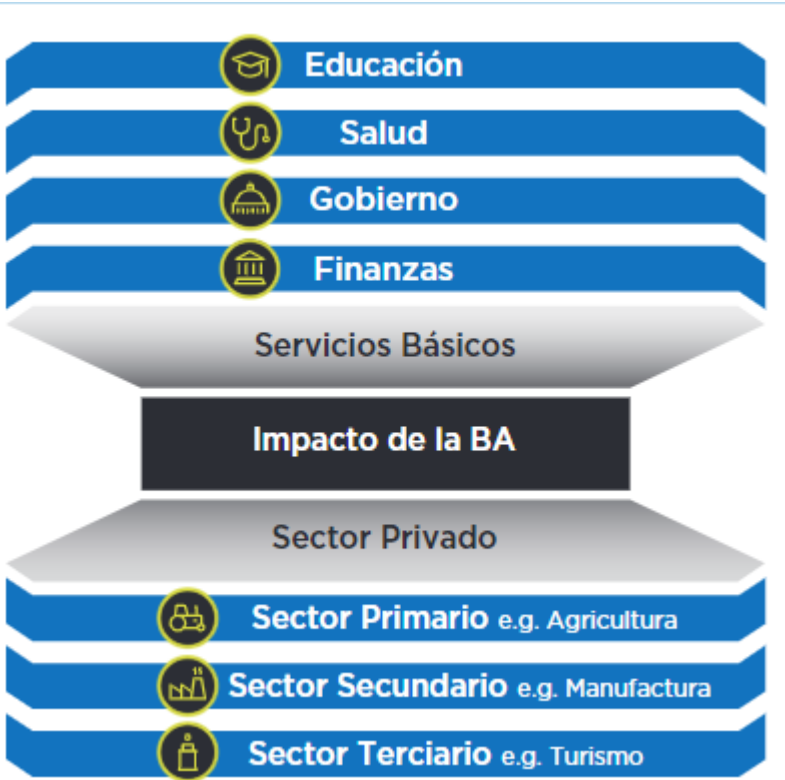 Educación
Salud
Gobierno
Finanzas
Servicios Básicos
Impacto de la BA
Sector Privado
Sector Primario e.g. Agricultura
Sector Secundario e.g. Manufactura
Sector Terciario e.g. Turismo